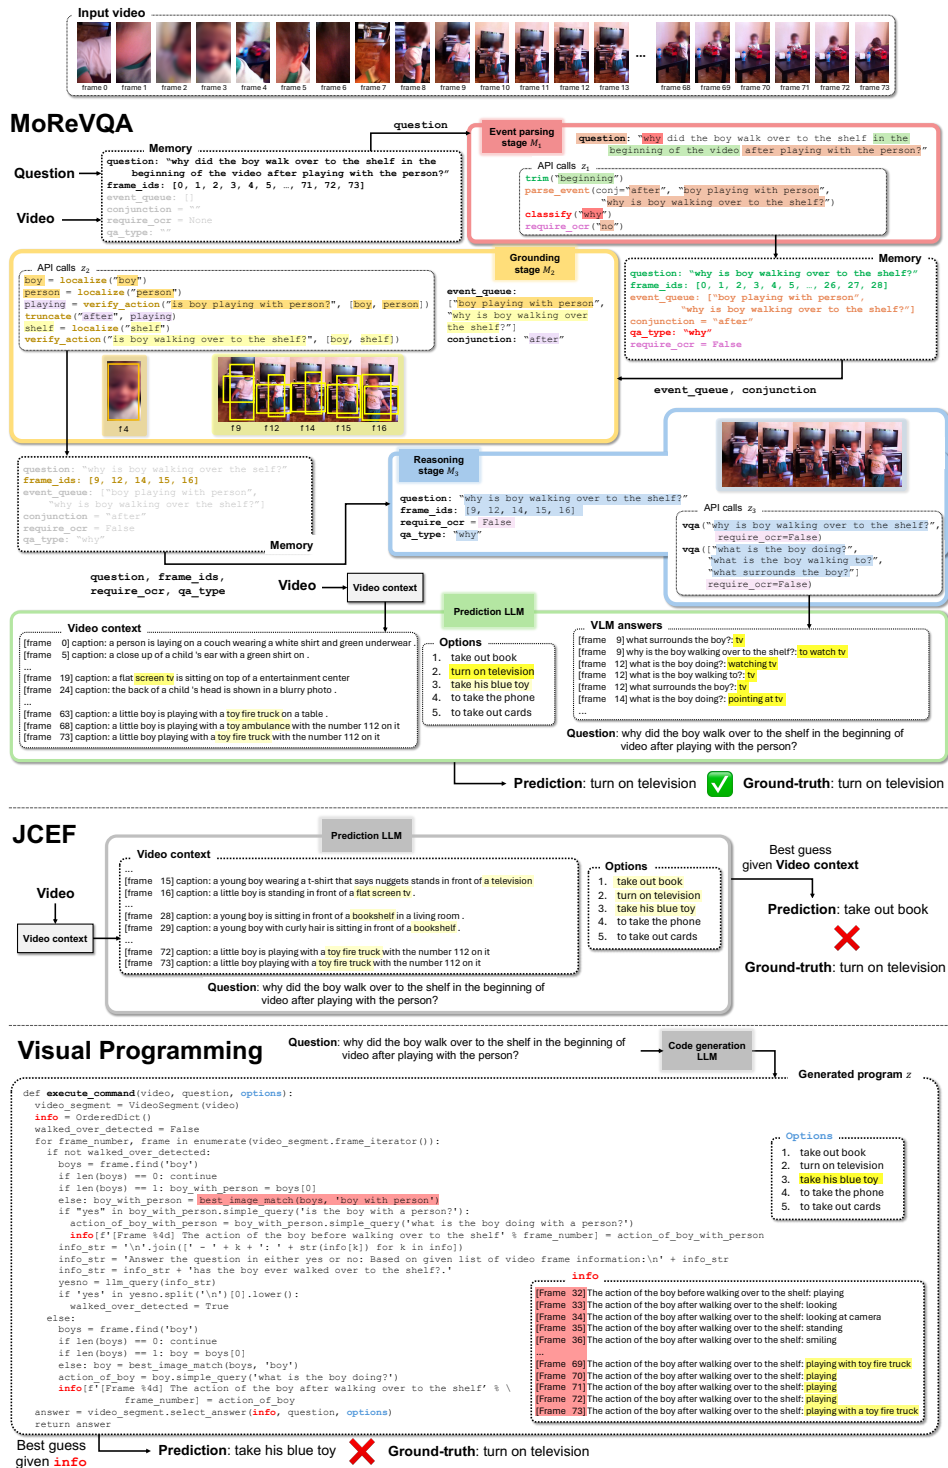 Input video
frame 0 frame 1 frame 2 frame 3 frame 4 frame 5 frame 6 frame 7 frame 8 frame 9 frame 10 frame 11 frame 12 frame 13 ... frame 68 frame 69 frame 70 frame 71 frame 72 frame 73
MoReVQA
question
Question
Video
Memory
question: "why did the boy walk over to the shelf in the
beginning of the video after playing with the person?"
frame_ids: [0, 1, 2, 3, 4, 5, …, 71, 72, 73]
event_queue: []
conjunction = ""
require_ocr = None
qa_type: ""
Event parsing
stage M1
question: "why did the boy walk over to the shelf in the
beginning of the video after playing with the person?"
API calls z1
trim("beginning")
parse_event(conj="after", "boy playing with person",
"why is boy walking over to the shelf?")
classify("why")
require_ocr("no")
Memory
question: "why is boy walking over to the shelf?"
frame_ids: [0, 1, 2, 3, 4, 5, …, 26, 27, 28]
event_queue: ["boy playing with person",
"why is boy walking over to the shelf?"]
conjunction = "after"
qa_type: "why"
require_ocr = False
Grounding
stage M2
API calls z2
boy = localize("boy")
person = localize("person")
playing = verify_action("is boy playing with person?", [boy, person])
truncate("after", playing)
shelf = localize("shelf")
verify_action("is boy walking over to the shelf?", [boy, shelf])
event_queue:
["boy playing with person",
"why is boy walking over
the shelf?"]
conjunction: "after"
f 4
f 9 f 12 f 14 f 15 f 16
event_queue, conjunction
question: "why is boy walking over the self?"
frame_ids: [9, 12, 14, 15, 16]
event_queue: ["boy playing with person",
"why is boy walking over the shelf?"]
conjunction = "after"
require_ocr = False
qa_type: "why"
Memory
question, frame_ids,
require_ocr, qa_type
Reasoning
stage M3
question: "why is boy walking over to the shelf?"
frame_ids: [9, 12, 14, 15, 16]
require_ocr = False
qa_type: "why"
API calls z3
vqa("why is boy walking over to the shelf?",
require_ocr=False)
vqa(["what is the boy doing?",
"what is the boy walking to?",
"what surrounds the boy?"]
require_ocr=False)
Video
Video context
Prediction LLM
Video context
[frame 0] caption: a person is laying on a couch wearing a white shirt and green underwear .
[frame 5] caption: a close up of a child 's ear with a green shirt on .
...
[frame 19] caption: a flat screen tv is sitting on top of a entertainment center
[frame 24] caption: the back of a child 's head is shown in a blurry photo .
...
[frame 63] caption: a little boy is playing with a toy fire truck on a table .
[frame 68] caption: a little boy is playing with a toy ambulance with the number 112 on it
[frame 73] caption: a little boy playing with a toy fire truck with the number 112 on it
Options
1. take out book
2. turn on television
3. take his blue toy
4. to take the phone
5. to take out cards
VLM answers
[frame 9] what surrounds the boy?: tv
[frame 9] why is the boy walking over to the shelf?: to watch tv
[frame 12] what is the boy doing?: watching tv
[frame 12] what is the boy walking to?: tv
[frame 12] what surrounds the boy?: tv
[frame 14] what is the boy doing?: pointing at tv
...
Question: why did the boy walk over to the shelf in the beginning of
video after playing with the person?
Prediction: turn on television ✅ Ground-truth: turn on television
JCEF
Video
Video context
Prediction LLM
Video context
...
[frame 15] caption: a young boy wearing a t-shirt that says nuggets stands in front of a television
[frame 16] caption: a little boy is standing in front of a flat screen tv .
...
[frame 28] caption: a young boy is sitting in front of a bookshelf in a living room .
[frame 29] caption: a young boy with curly hair is sitting in front of a bookshelf .
...
[frame 72] caption: a little boy is playing with a toy fire truck with the number 112 on it
[frame 73] caption: a little boy playing with a toy fire truck with the number 112 on it
Options
1. take out book
2. turn on television
3. take his blue toy
4. to take the phone
5. to take out cards
Question: why did the boy walk over to the shelf in the beginning of
video after playing with the person?
Best guess
given Video context
Prediction: take out book
❌
Ground-truth: turn on television
Visual Programming
Question: why did the boy walk over to the shelf in the beginning of
video after playing with the person?
Code generation
LLM
Generated program z
def execute_command(video, question, options):
video_segment = VideoSegment(video)
info = OrderedDict()
walked_over_detected = False
for frame_number, frame in enumerate(video_segment.frame_iterator()):
if not walked_over_detected:
boys = frame.find('boy')
if len(boys) == 0: continue
if len(boys) == 1: boy_with_person = boys[0]
else: boy_with_person = best_image_match(boys, 'boy with person')
if "yes" in boy_with_person.simple_query('is the boy with a person?'):
action_of_boy_with_person = boy_with_person.simple_query('what is the boy doing with a person?')
info[f'[Frame %4d] The action of the boy before walking over to the shelf' % frame_number] = action_of_boy_with_person
info_str = '\n'.join([' - ' + k + ': ' + str(info[k]) for k in info])
info_str = 'Answer the question in either yes or no: Based on given list of video frame information:\n' + info_str
info_str = info_str + 'has the boy ever walked over to the shelf?.'
yesno = llm_query(info_str)
if 'yes' in yesno.split('\n')[0].lower():
walked_over_detected = True
else:
boys = frame.find('boy')
if len(boys) == 0: continue
if len(boys) == 1: boy = boys[0]
else: boy = best_image_match(boys, 'boy')
action_of_boy = boy.simple_query('what is the boy doing?')
info[f'[Frame %4d] The action of the boy after walking over to the shelf' % \
frame_number] = action_of_boy
answer = video_segment.select_answer(info, question, options)
return answer
Options
1. take out book
2. turn on television
3. take his blue toy
4. to take the phone
5. to take out cards
info
[Frame 32] The action of the boy before walking over to the shelf: playing
[Frame 33] The action of the boy after walking over to the shelf: looking
[Frame 34] The action of the boy after walking over to the shelf: looking at camera
[Frame 35] The action of the boy after walking over to the shelf: standing
[Frame 36] The action of the boy after walking over to the shelf: smiling
...
[Frame 69] The action of the boy after walking over to the shelf: playing with toy fire truck
[Frame 70] The action of the boy after walking over to the shelf: playing
[Frame 71] The action of the boy after walking over to the shelf: playing
[Frame 72] The action of the boy after walking over to the shelf: playing
[Frame 73] The action of the boy after walking over to the shelf: playing with a toy fire truck
Best guess
given info
Prediction: take his blue toy ❌ Ground-truth: turn on television